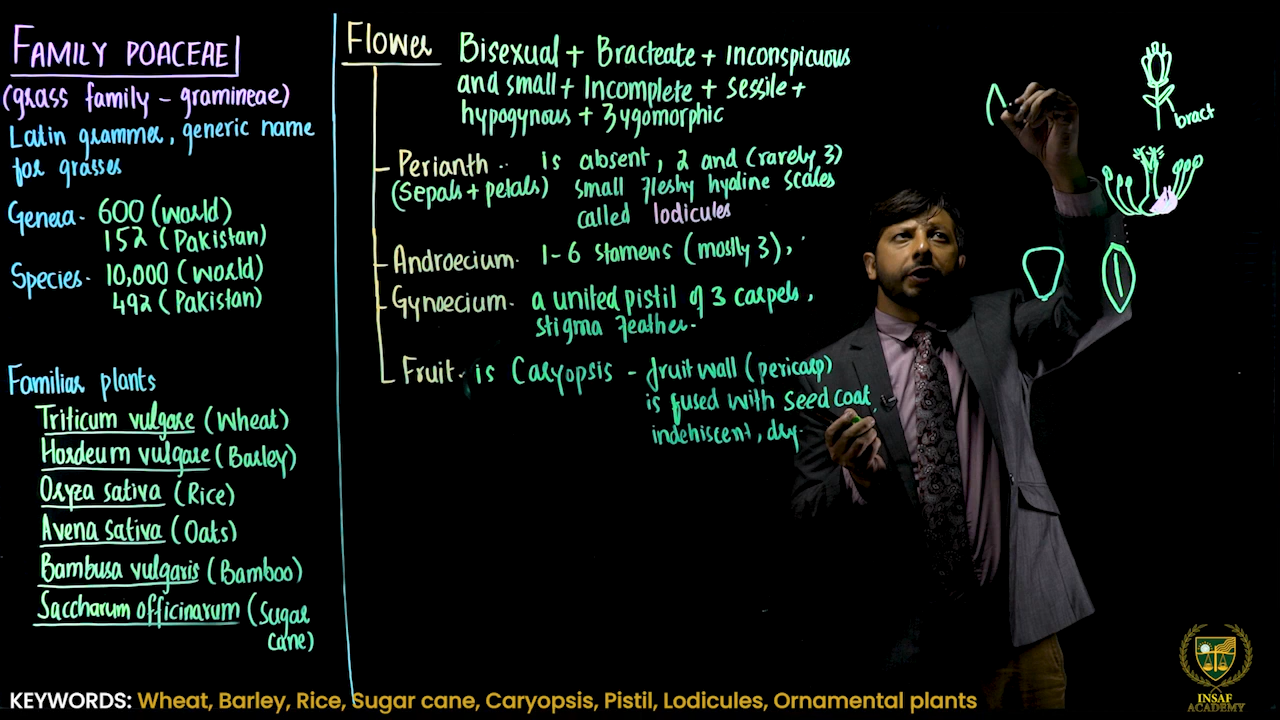 FAMILY POACEAE
(grass family - gramineae)
Latin grammer, generic name
for grasses
Genera- 600 (world)
152 (Pakistan)
Species- 10,000 (world)
492 (Pakistan)
Familiar plants
Triticum vulgare (Wheat)
Hordeum vulgare (Barley)
Oryza sativa (Rice)
Avena sativa (Oats)
Bambusa vulgaris (Bamboo)
Saccharum officinarum (Sugar
cane)
Flower Bisexual + Bracteate + inconspicuous
and small + Incomplete + sessile +
hypogynous + Zygomorphic
Perianth .. is absent, 2 and (rarely 3)
(sepals + petals) small fleshy hyaline scales
called lodicules
Androecium- 1-6 stamens (mostly 3),
Gynoecium- a united pistil of 3 carpels,
stigma feather.
Fruit- is Caryopsis - fruit wall (pericarp)
is fused with seed coat,
indehiscent, dry-
bract
KEYWORDS: Wheat, Barley, Rice, Sugar cane, Caryopsis, Pistil, Lodicules, Ornamental plants
INSAF
ACADEMY